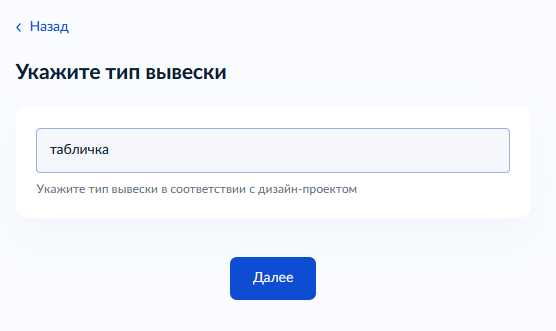 Назад
Укажите тип вывески
табличка
Укажите тип вывески в соответствии с дизайн-проектом
Далее